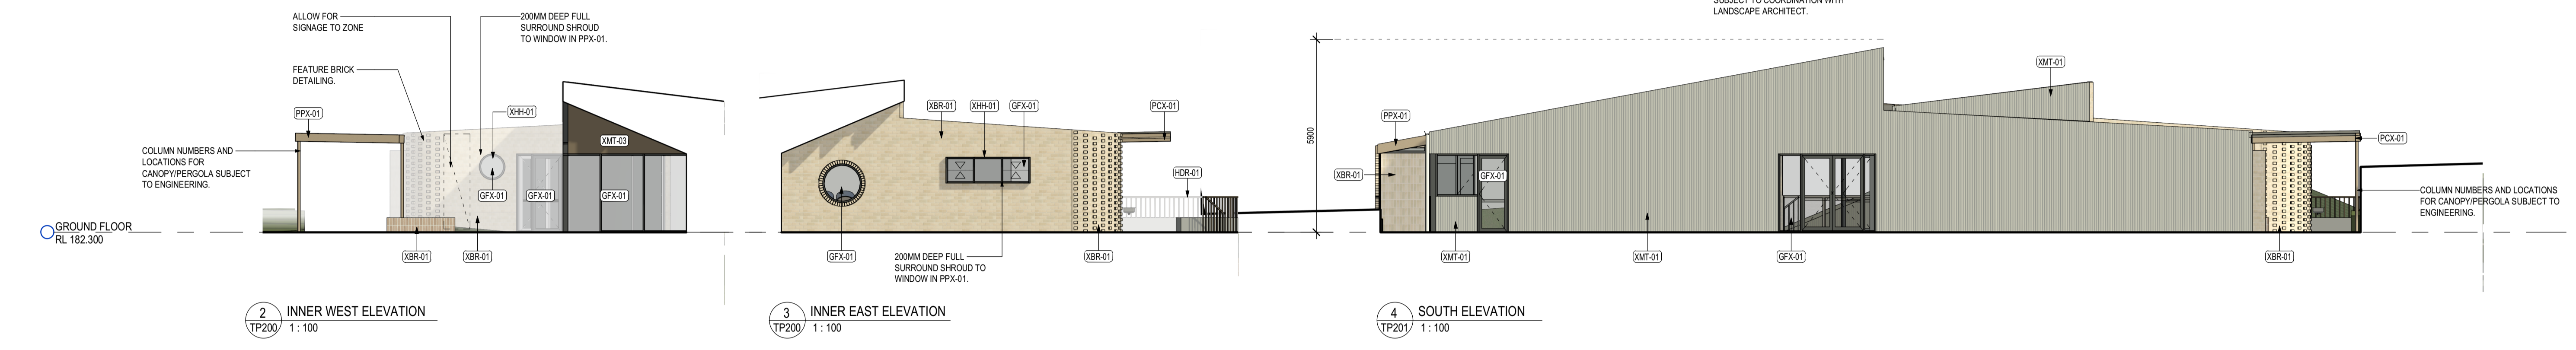 SUBJECT TO COORDINATION WITH
LANDSCAPE ARCHITECT.
ALLOW FOR
SIGNAGE TO ZONE
200MM DEEP FULL
SURROUND SHROUD
TO WINDOW IN PPX-01.
FEATURE BRICK
DETAILING.
PPX-01
XHH-01
XMT-03
COLUMN NUMBERS AND
LOCATIONS FOR
CANOPY/PERGOLA SUBJECT
TO ENGINEERING.
GFX-01
GFX-01
GFX-01
GROUND FLOOR
RL 182.300
XBR-01
XBR-01
2
TP200
INNER WEST ELEVATION
1 : 100
XBR-01
XHH-01
GFX-01
PCX-01
HDR-01
GFX-01
200MM DEEP FULL
SURROUND SHROUD TO
WINDOW IN PPX-01.
XBR-01
3
TP200
INNER EAST ELEVATION
1 : 100
5900
XMT-01
PPX-01
PCX-01
XBR-01
GFX-01
COLUMN NUMBERS AND LOCATIONS
FOR CANOPY/PERGOLA SUBJECT TO
ENGINEERING.
XMT-01
XMT-01
GFX-01
XBR-01
4
TP201
SOUTH ELEVATION
1 : 100